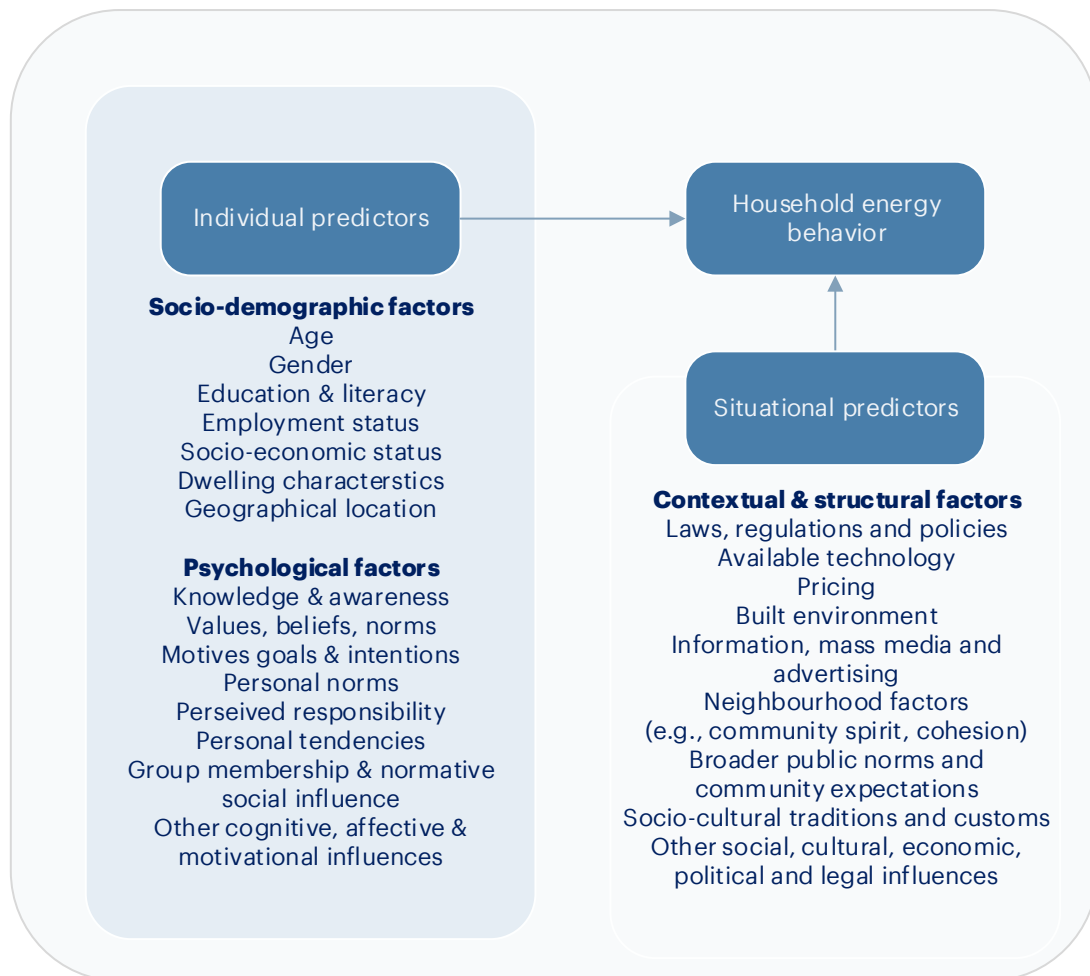 Individual predictors
Socio-demographic factors
Age
Gender
Education & literacy
Employment status
Socio-economic status
Dwelling characterstics
Geographical location
Psychological factors
Knowledge & awareness
Values, beliefs, norms
Motives goals & intentions
Personal norms
Perseived responsibility
Personal tendencies
Group membership & normative
social influence
Other cognitive, affective &
motivational influences
Household energy
behavior
Situational predictors
Contextual & structural factors
Laws, regulations and policies
Available technology
Pricing
Built environment
Information, mass media and
advertising
Neighbourhood factors
(e.g., community spirit, cohesion)
Broader public norms and
community expectations
Socio-cultural traditions and customs
Other social, cultural, economic,
political and legal influences